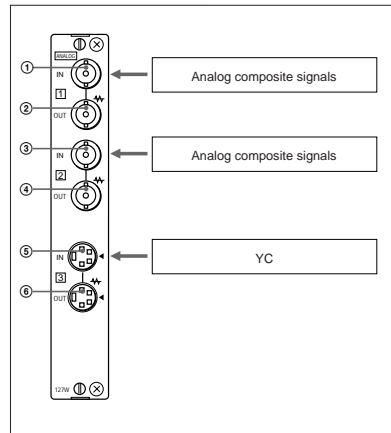 ANALOG
1
IN
Analog composite signals
1
2
OUT
3
IN
Analog composite signals
2
4
OUT
5
IN
YC
3
6
OUT
127W